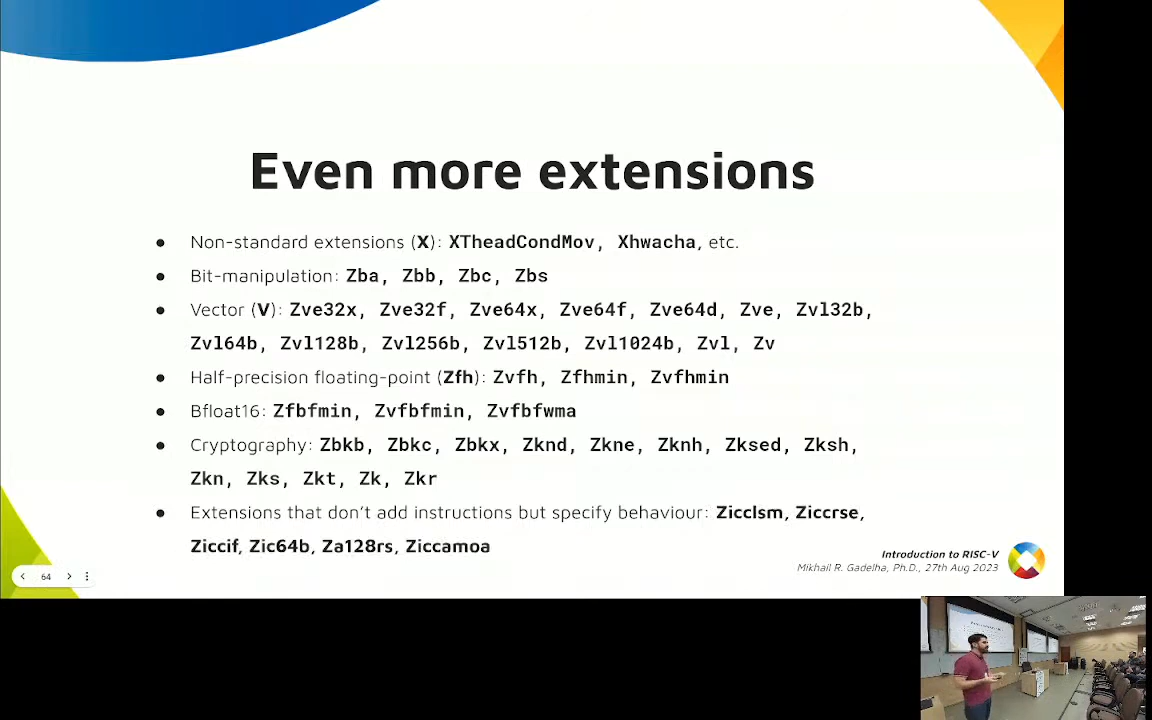 Even more extensions
● Non-standard extensions (X): XTheadCondMov, Xhwacha, etc.
● Bit-manipulation: Zba, Zbb, Zbc, Zbs
● Vector (V): Zve32x, Zve32f, Zve64x, Zve64f, Zve64d, Zve, Zvl32b,
Zvl64b, Zvl128b, Zvl256b, Zvl512b, Zvl1024b, Zvl, Zv
● Half-precision floating-point (Zfh): Zvfh, Zfhmin, Zvfhmin
● Bfloat16: Zfbfmin, Zvfbfmin, Zvfbfwma
● Cryptography: Zbkb, Zbkc, Zbkx, Zknd, Zkne, Zknh, Zksed, Zksh,
Zkn, Zks, Zkt, Zk, Zkr
● Extensions that don't add instructions but specify behaviour: Zicclsm, Ziccrse,
Ziccif, Zic64b, Za128rs, Ziccamoa
Introduction to RISC-V
Mikhail R. Gadelha, Ph.D., 27th Aug 2023
64